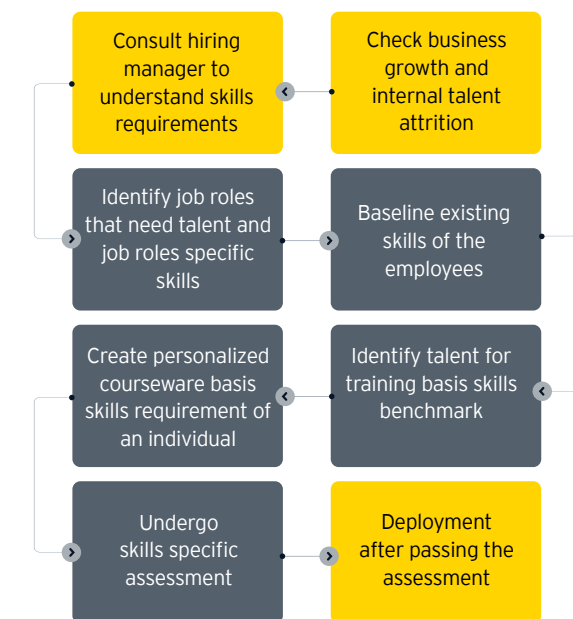 Consult hiring
manager to
understand skills
requirements
Check business
growth and
internal talent
attrition
Identify job roles
that need talent and
job roles specific
skills
Baseline existing
skills of the
employees
Create personalized
courseware basis
skills requirement of
an individual
Identify talent for
training basis skills
benchmark
Undergo
skills specific
assessment
Deployment
after passing the
assessment